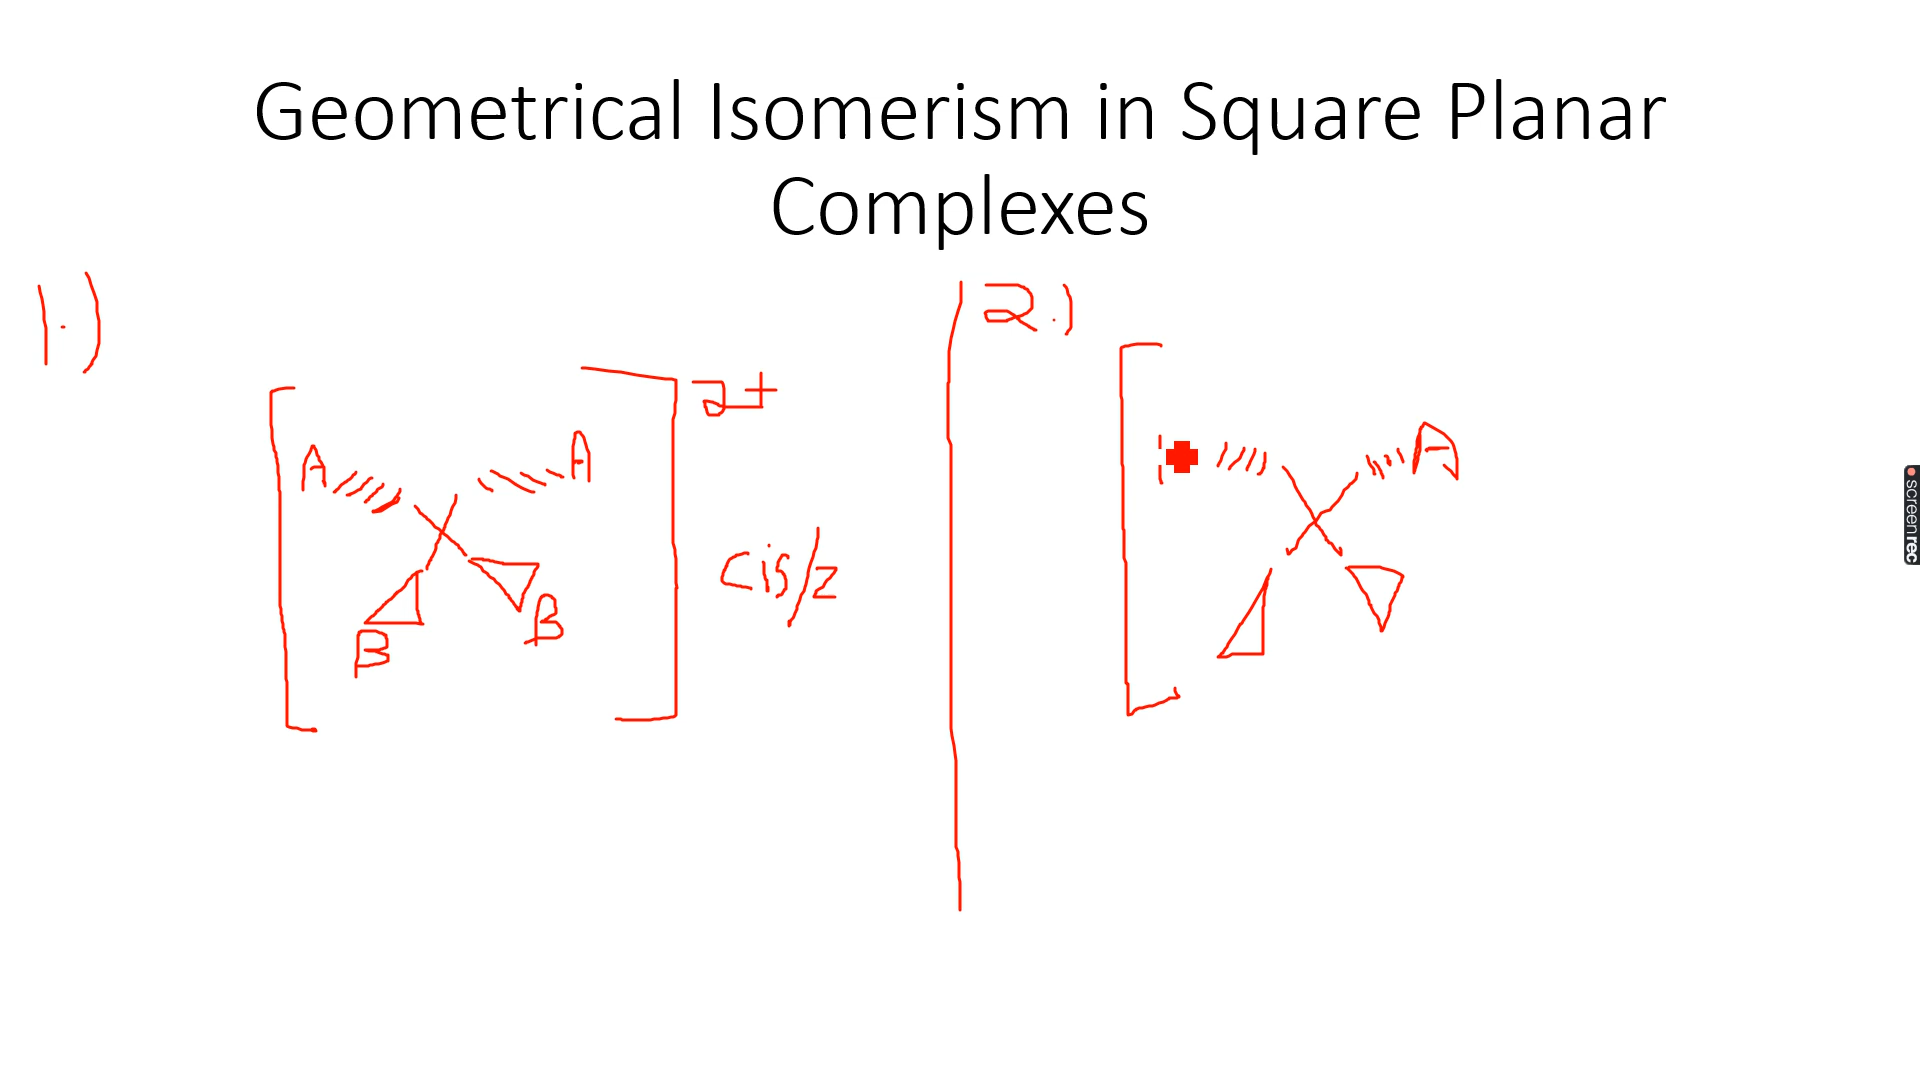 Geometrical Isomerism in Square Planar
Complexes
1.)
2.)
2+
A
A
B
B
cis/z
A
screenrec